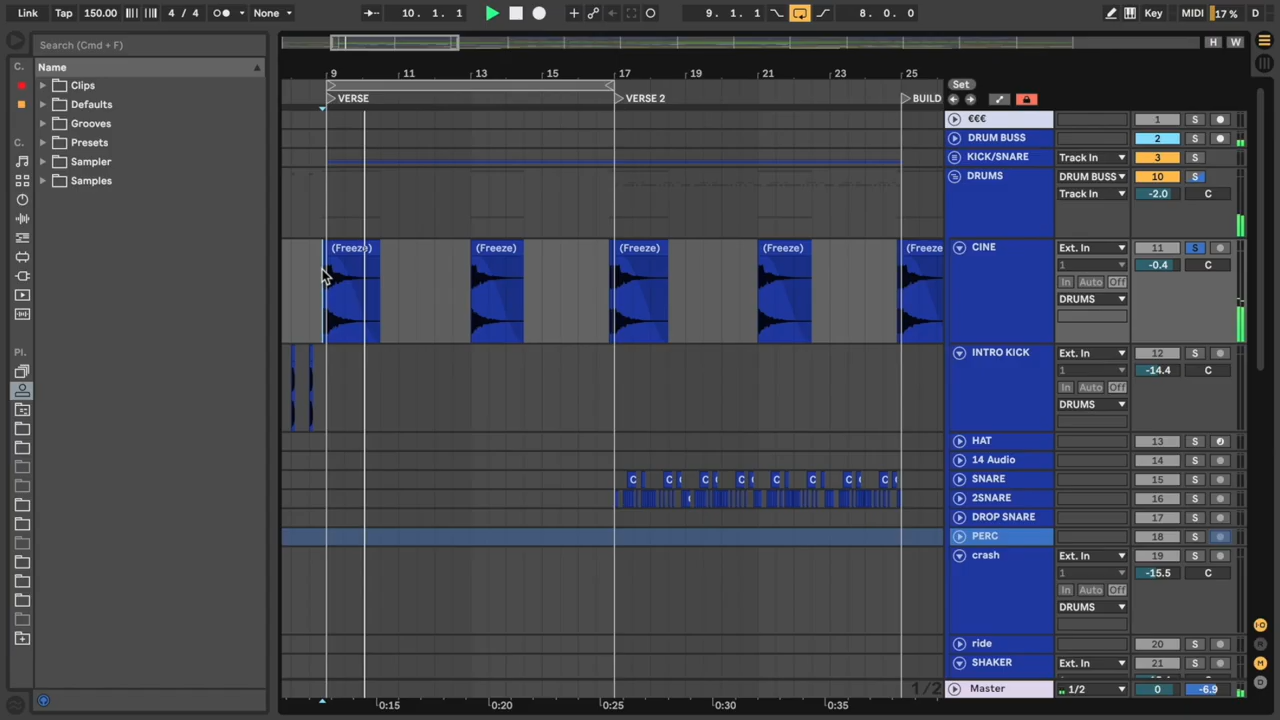 Link Tap 150.00 4 / 4 None 10. 1. 1 9. 1. 1 8. 0. 0 Key MIDI 17 % D
Search (Cmd + F)
H W
C. Name
Clips
Defaults
Grooves
C. Presets
Sampler
Samples
Pl.
9 11 13 15 17 19 21 23 25
Set
VERSE VERSE 2 BUILD
€€€ 1 S
DRUM BUSS 2 S
KICK/SNARE Track In 3 S
DRUMS DRUM BUSS 10 S
Track In -2.0 C
(Freeze) (Freeze) (Freeze) (Freeze) (Freeze
CINE Ext. In 11 S
1 -0.4 C
In Auto Off
DRUMS
INTRO KICK Ext. In 12 S
1 -14.4 C
In Auto Off
DRUMS
HAT 13 S
14 Audio 14 S
C C C C C C C C
SNARE 15 S
C
2SNARE 16 S
DROP SNARE 17 S
PERC 18 S
crash Ext. In 19 S
1 -15.5 C
In Auto Off
DRUMS
ride 20 S
SHAKER Ext. In 21 S
1/2
Master 1/2 0 -6.9
0:15 0:20 0:25 0:30 0:35